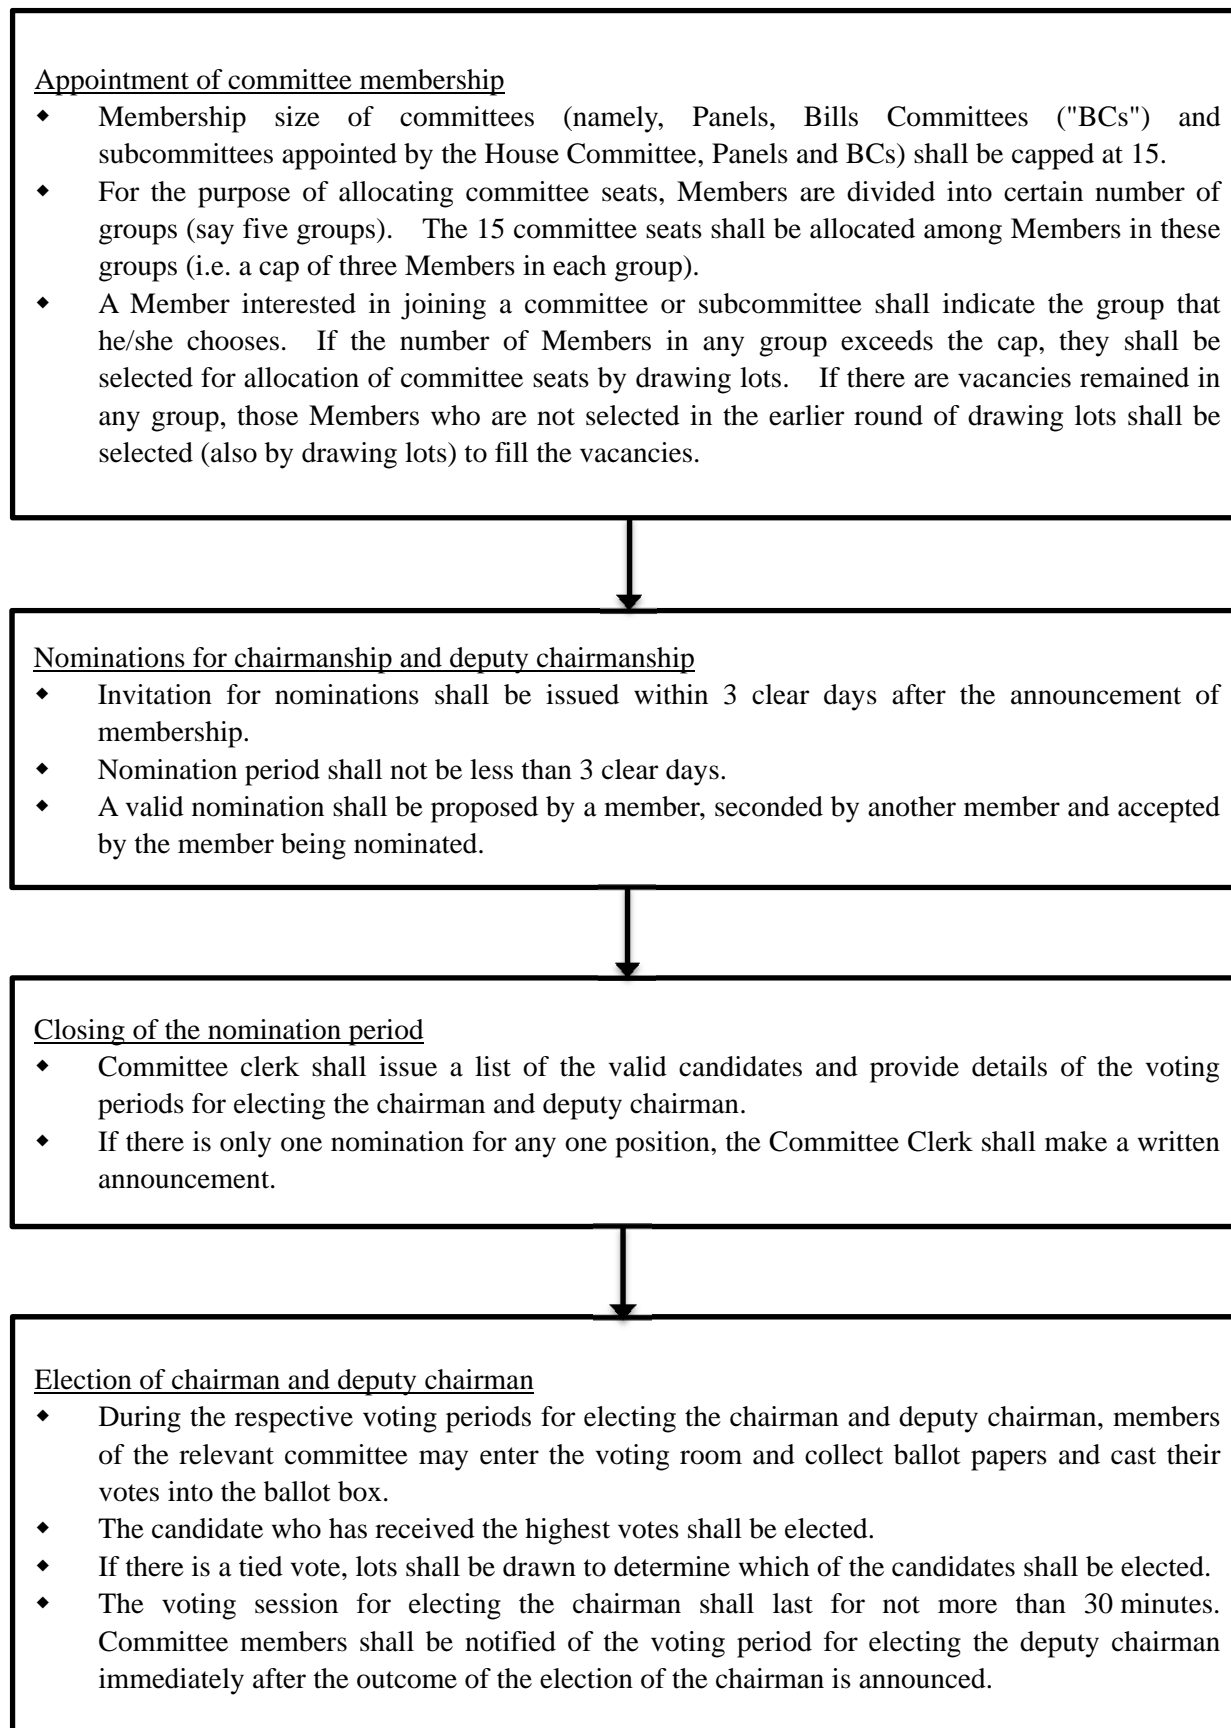 Appointment of committee membership
◆ Membership size of committees (namely, Panels, Bills Committees ("BCs") and
subcommittees appointed by the House Committee, Panels and BCs) shall be capped at 15.
◆ For the purpose of allocating committee seats, Members are divided into certain number of
groups (say five groups). The 15 committee seats shall be allocated among Members in these
groups (i.e. a cap of three Members in each group).
◆ A Member interested in joining a committee or subcommittee shall indicate the group that
he/she chooses. If the number of Members in any group exceeds the cap, they shall be
selected for allocation of committee seats by drawing lots. If there are vacancies remained in
any group, those Members who are not selected in the earlier round of drawing lots shall be
selected (also by drawing lots) to fill the vacancies.
Nominations for chairmanship and deputy chairmanship
◆ Invitation for nominations shall be issued within 3 clear days after the announcement of
membership.
◆ Nomination period shall not be less than 3 clear days.
◆ A valid nomination shall be proposed by a member, seconded by another member and accepted
by the member being nominated.
Closing of the nomination period
◆ Committee clerk shall issue a list of the valid candidates and provide details of the voting
periods for electing the chairman and deputy chairman.
◆ If there is only one nomination for any one position, the Committee Clerk shall make a written
announcement.
Election of chairman and deputy chairman
◆ During the respective voting periods for electing the chairman and deputy chairman, members
of the relevant committee may enter the voting room and collect ballot papers and cast their
votes into the ballot box.
◆ The candidate who has received the highest votes shall be elected.
◆ If there is a tied vote, lots shall be drawn to determine which of the candidates shall be elected.
◆ The voting session for electing the chairman shall last for not more than 30 minutes.
Committee members shall be notified of the voting period for electing the deputy chairman
immediately after the outcome of the election of the chairman is announced.